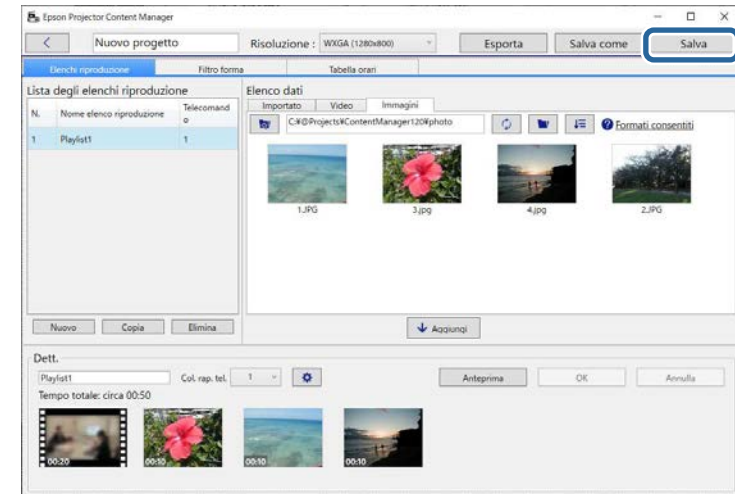 Epson Projector Content Manager
Nuovo progetto Risoluzione : WXGA (1280x800) Esporta Salva come Salva
Elenchi riproduzione Filtro forma Tabella orari
Lista degli elenchi riproduzione Elenco dati
Importato Video Immagini
N. Nome elenco riproduzione Telecomand
o
C:¥@Projects¥ContentManager120¥photo Formati consentiti
1 Playlist1 1
1.JPG 3.jpg 4.jpg 2.JPG
Nuovo Copia Elimina Aggiungi
Dett.
Playlist1 Col. rap. tel. 1 Anteprima OK Annulla
Tempo totale: circa 00:50
00:20 00:10 00:10 00:10